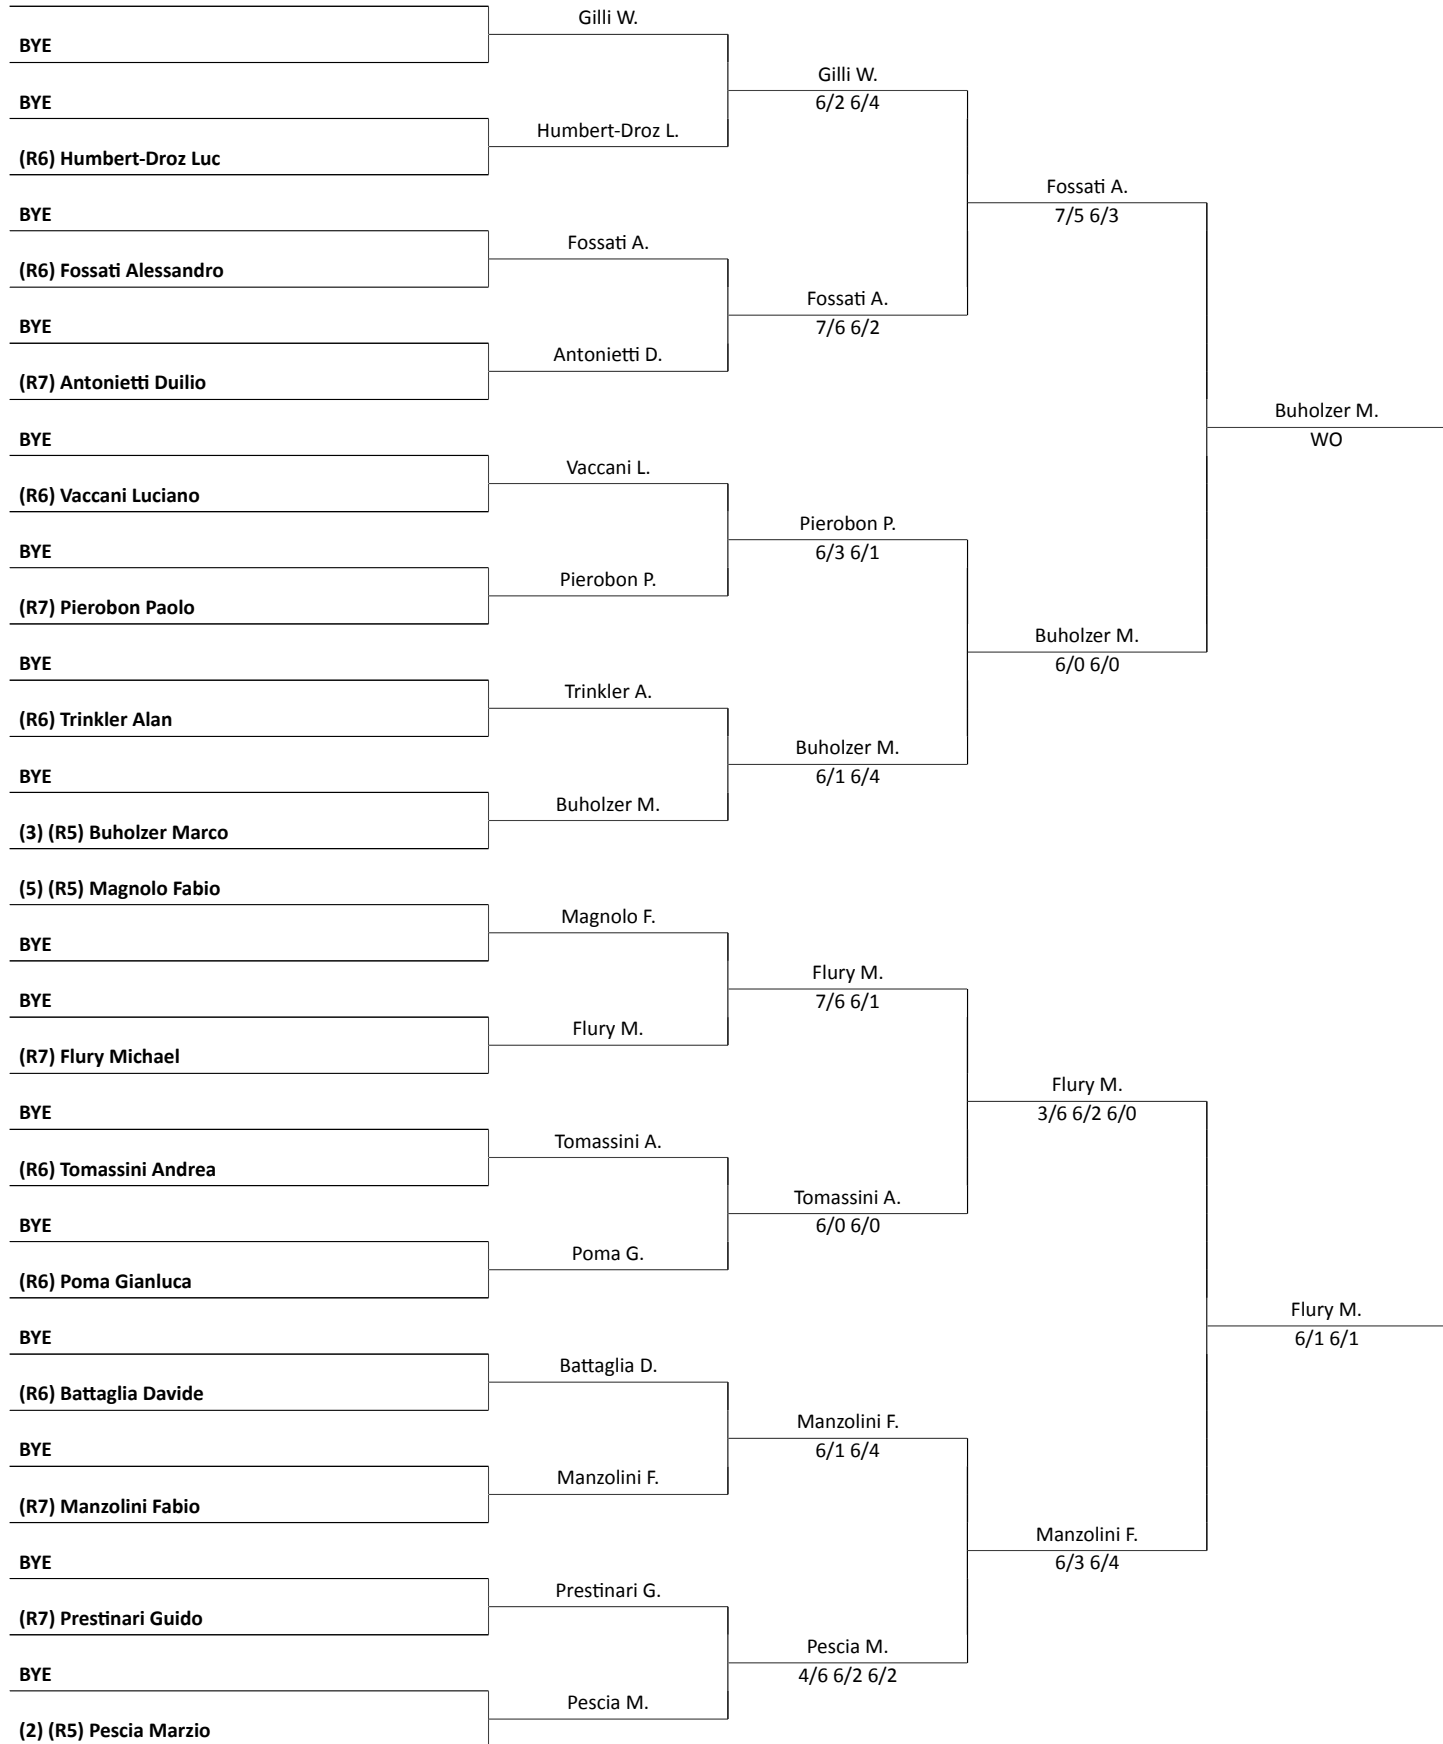 BYE
BYE
(R6) Humbert-Droz Luc
BYE
(R6) Fossati Alessandro
BYE
(R7) Antonietti Duilio
BYE
(R6) Vaccani Luciano
BYE
(R7) Pierobon Paolo
BYE
(R6) Trinkler Alan
BYE
(3) (R5) Buholzer Marco
(5) (R5) Magnolo Fabio
BYE
BYE
(R7) Flury Michael
BYE
(R6) Tomassini Andrea
BYE
(R6) Poma Gianluca
BYE
(R6) Battaglia Davide
BYE
(R7) Manzolini Fabio
BYE
(R7) Prestinari Guido
BYE
(2) (R5) Pescia Marzio
Gilli W.
Humbert-Droz L.
Fossati A.
Antonietti D.
Vaccani L.
Pierobon P.
Trinkler A.
Buholzer M.
Magnolo F.
Flury M.
Tomassini A.
Poma G.
Battaglia D.
Manzolini F.
Prestinari G.
Pescia M.
Gilli W.
6/2 6/4
Fossati A.
7/6 6/2
Pierobon P.
6/3 6/1
Buholzer M.
6/1 6/4
Flury M.
7/6 6/1
Tomassini A.
6/0 6/0
Manzolini F.
6/1 6/4
Pescia M.
4/6 6/2 6/2
Fossati A.
7/5 6/3
Buholzer M.
6/0 6/0
Flury M.
3/6 6/2 6/0
Manzolini F.
6/3 6/4
Buholzer M.
WO
Flury M.
6/1 6/1